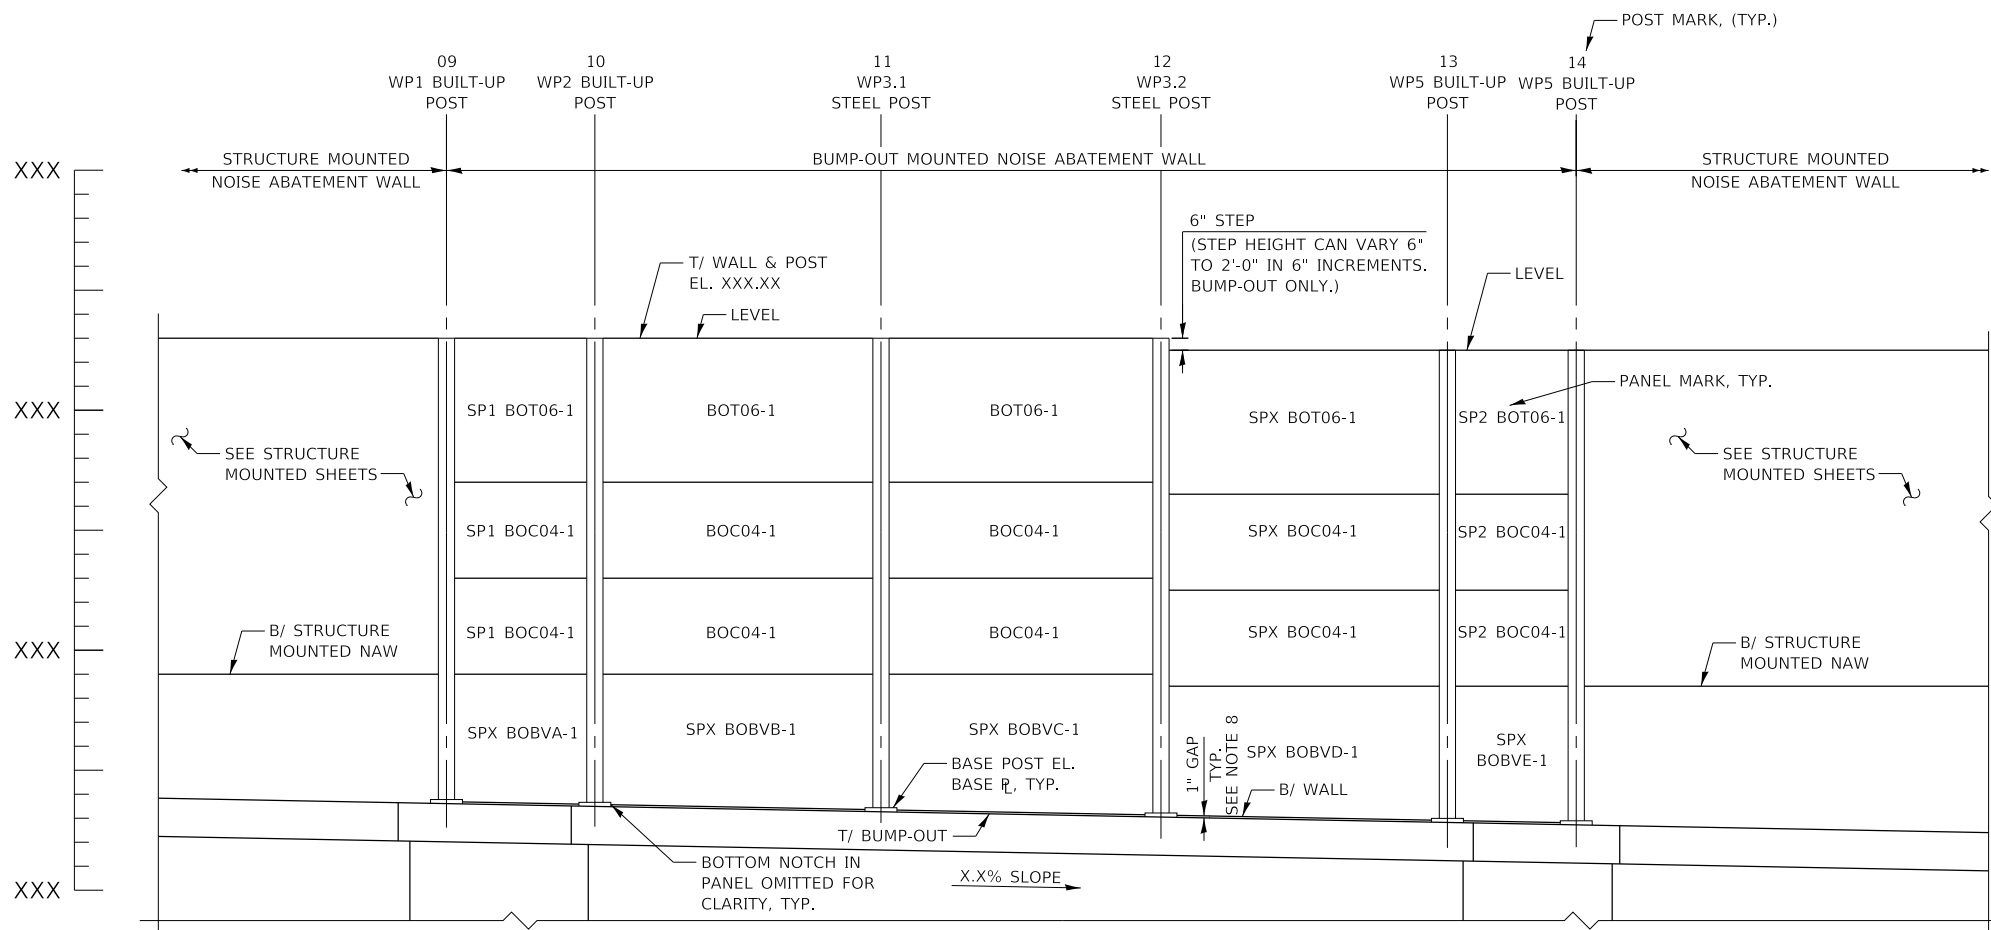 POST MARK, (TYP.)
09
WP1 BUILT-UP
POST
10
WP2 BUILT-UP
POST
11
WP3.1
STEEL POST
12
WP3.2
STEEL POST
13
WP5 BUILT-UP
POST
14
WP5 BUILT-UP
POST
STRUCTURE MOUNTED
NOISE ABATEMENT WALL
BUMP-OUT MOUNTED NOISE ABATEMENT WALL
STRUCTURE MOUNTED
NOISE ABATEMENT WALL
XXX
6" STEP
(STEP HEIGHT CAN VARY 6"
TO 2'-0" IN 6" INCREMENTS.
BUMP-OUT ONLY.)
T/ WALL & POST
EL. XXX.XX
LEVEL
LEVEL
PANEL MARK, TYP.
XXX
SP1 BOT06-1
BOT06-1
BOT06-1
SPX BOT06-1
SP2 BOT06-1
SEE STRUCTURE
MOUNTED SHEETS
SEE STRUCTURE
MOUNTED SHEETS
SP1 BOC04-1
BOC04-1
BOC04-1
SPX BOC04-1
SP2 BOC04-1
SP1 BOC04-1
BOC04-1
BOC04-1
SPX BOC04-1
SP2 BOC04-1
B/ STRUCTURE
MOUNTED NAW
B/ STRUCTURE
MOUNTED NAW
XXX
SPX BOBVA-1
SPX BOBVB-1
SPX BOBVC-1
SPX BOBVD-1
SPX
BOBVE-1
1" GAP
TYP.
SEE NOTE 8
BASE POST EL.
BASE PL, TYP.
B/ WALL
T/ BUMP-OUT
BOTTOM NOTCH IN
PANEL OMITTED FOR
CLARITY, TYP.
X.X% SLOPE
XXX